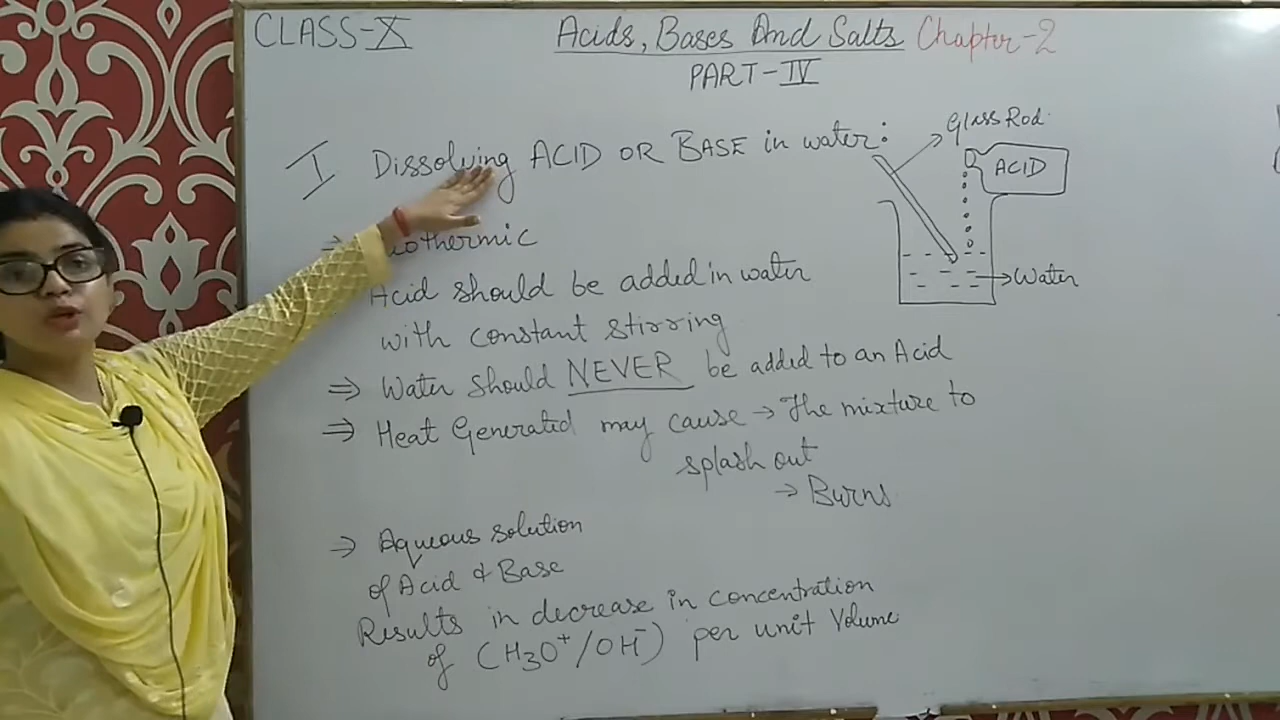 CLASS-X
Acids, Bases And Salts Chapter-2
PART-IV
I Dissolving ACID OR BASE in water:
Glass Rod
ACID
Water
⇒ othermic
Acid should be added in water
with constant stirring
⇒ Water should NEVER be added to an Acid
⇒ Heat Generated may cause → The mixture to
splash out
→ Burns
⇒ Aqueous solution
of Acid & Base
Results in decrease in concentration
of (H3O⁺/OH⁻) per unit Volume